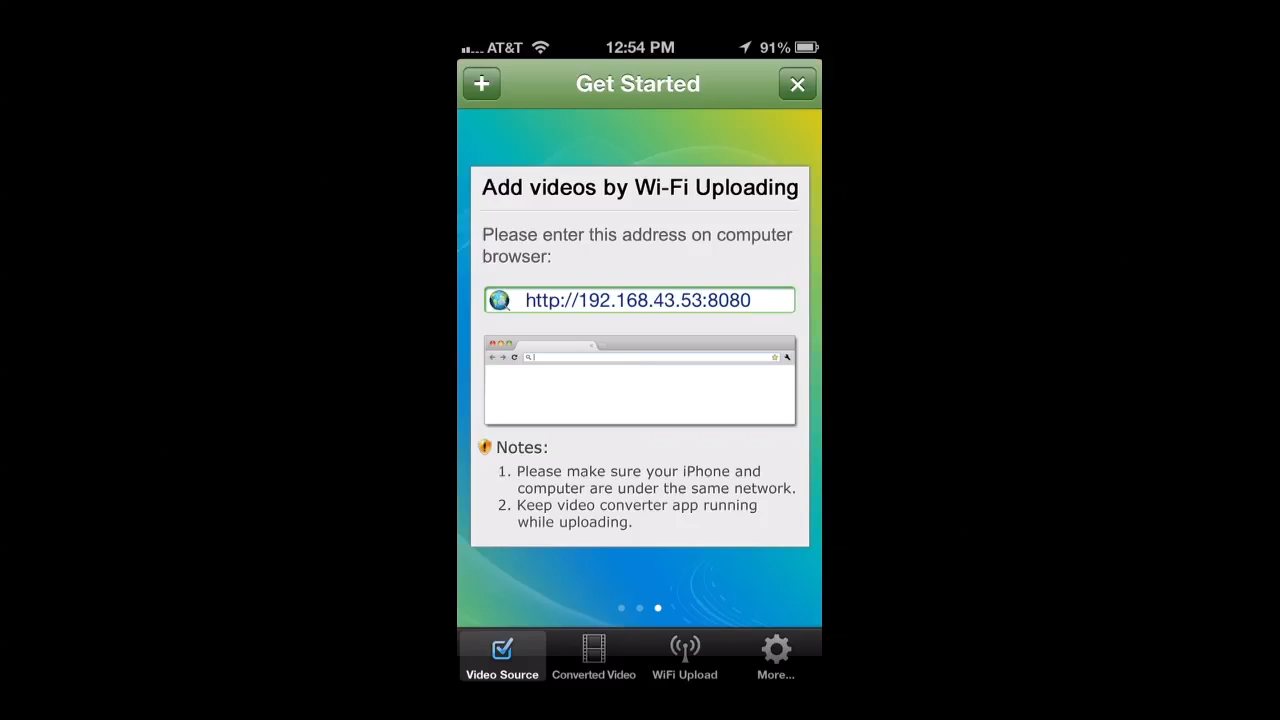 AT&T 12:54 PM 91%
+ Get Started ×
Add videos by Wi-Fi Uploading
Please enter this address on computer
browser:
http://192.168.43.53:8080
Notes:
1. Please make sure your iPhone and
computer are under the same network.
2. Keep video converter app running
while uploading.
Video Source Converted Video WiFi Upload More...